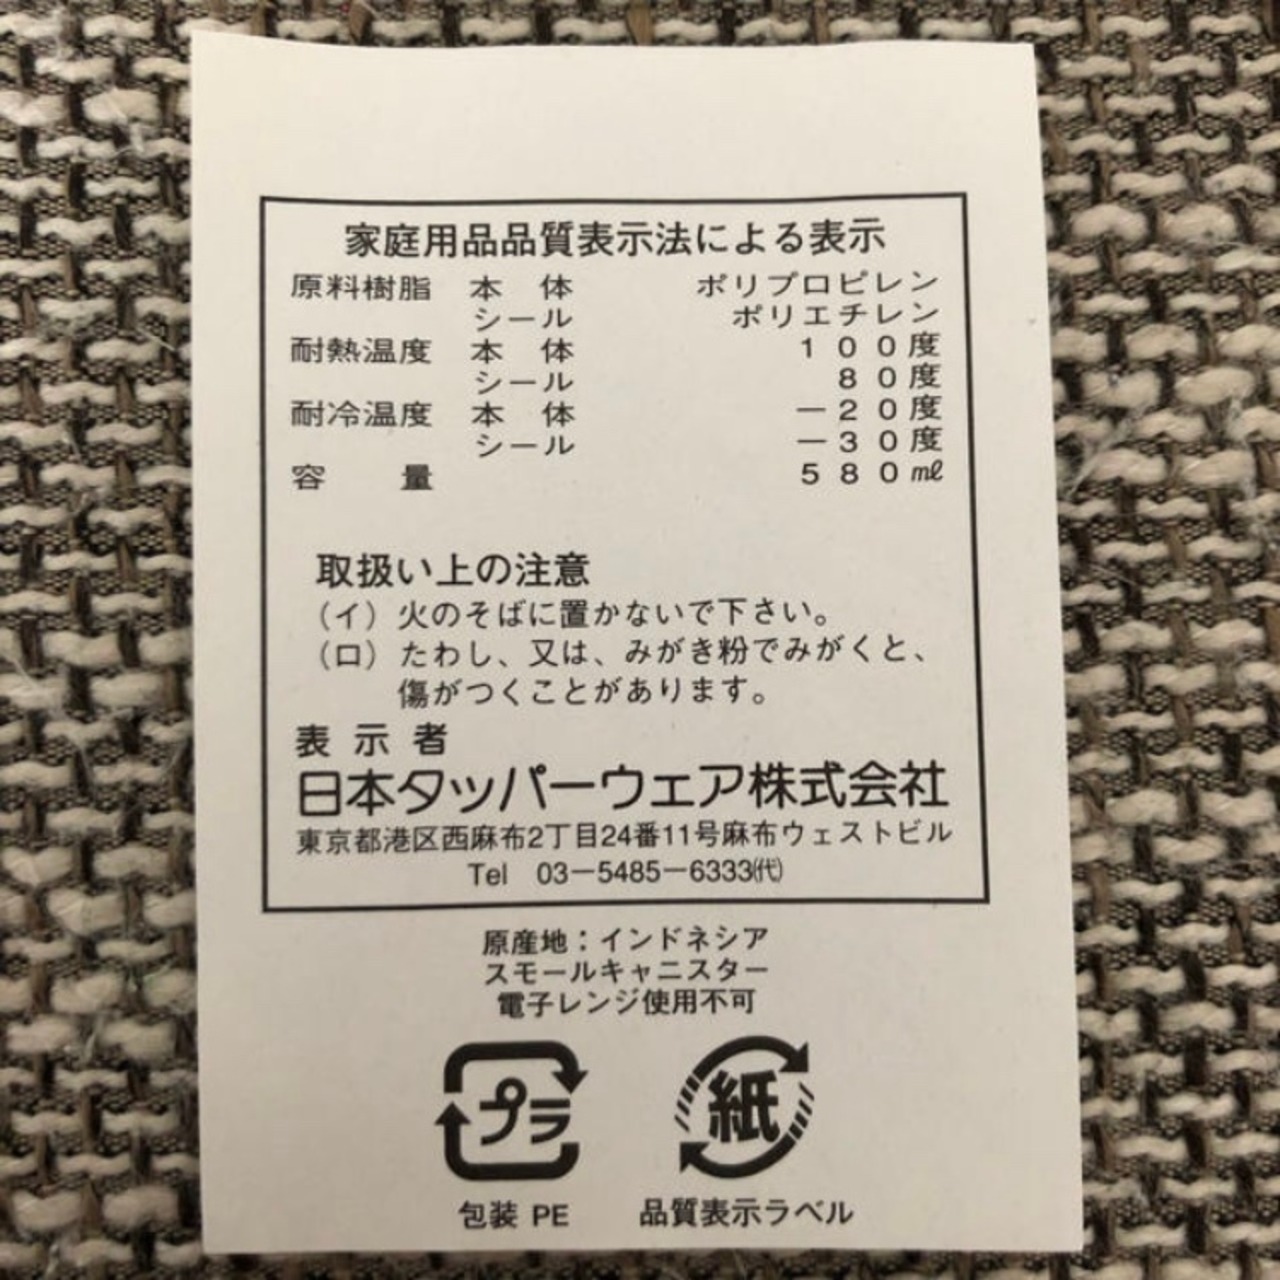 家庭用品品質表示法による表示
原料樹脂 本体 ポリプロピレン
シール ポリエチレン
耐熱温度 本体 100度
シール 80度
耐冷温度 本体 −20度
シール −30度
容量 580㎖
取扱い上の注意
(イ) 火のそばに置かないで下さい。
(ロ) たわし、又は、みがき粉でみがくと、
傷がつくことがあります。
表示者
日本タッパーウェア株式会社
東京都港区西麻布2丁目24番11号麻布ウェストビル
Tel 03−5485−6333㈹
原産地:インドネシア
スモールキャニスター
電子レンジ使用不可
プラ 紙
包装 PE 品質表示ラベル